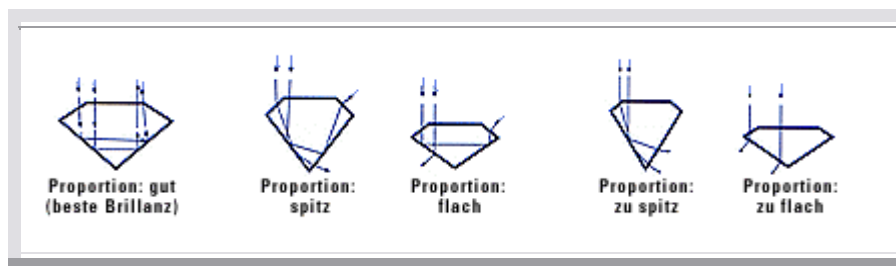 Proportion: gut
(beste Brillanz)
Proportion:
spitz
Proportion:
flach
Proportion:
zu spitz
Proportion:
zu flach